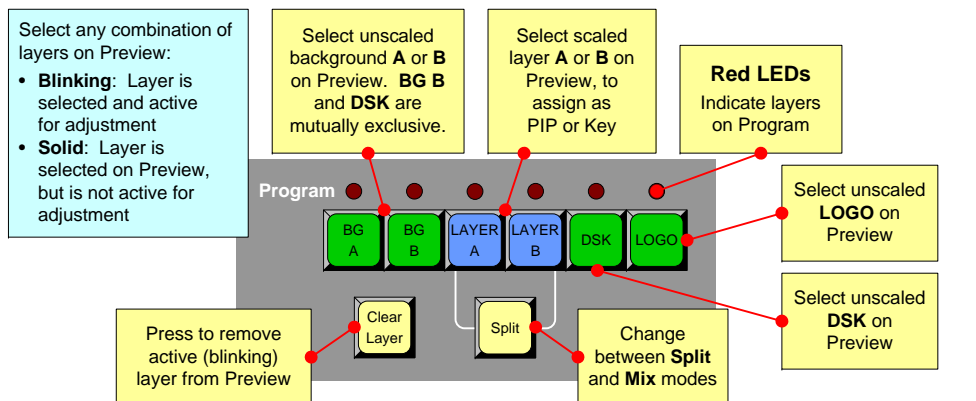 Select any combination of
layers on Preview:
• Blinking: Layer is
selected and active
for adjustment
• Solid: Layer is
selected on Preview,
but is not active for
adjustment
Select unscaled
background A or B
on Preview. BG B
and DSK are
mutually exclusive.
Select scaled
layer A or B on
Preview, to
assign as
PIP or Key
Red LEDs
Indicate layers
on Program
Program
BG
A
BG
B
LAYER
A
LAYER
B
DSK
LOGO
Select unscaled
LOGO on
Preview
Select unscaled
DSK on
Preview
Press to remove
active (blinking)
layer from Preview
Clear
Layer
Split
Change
between Split
and Mix modes